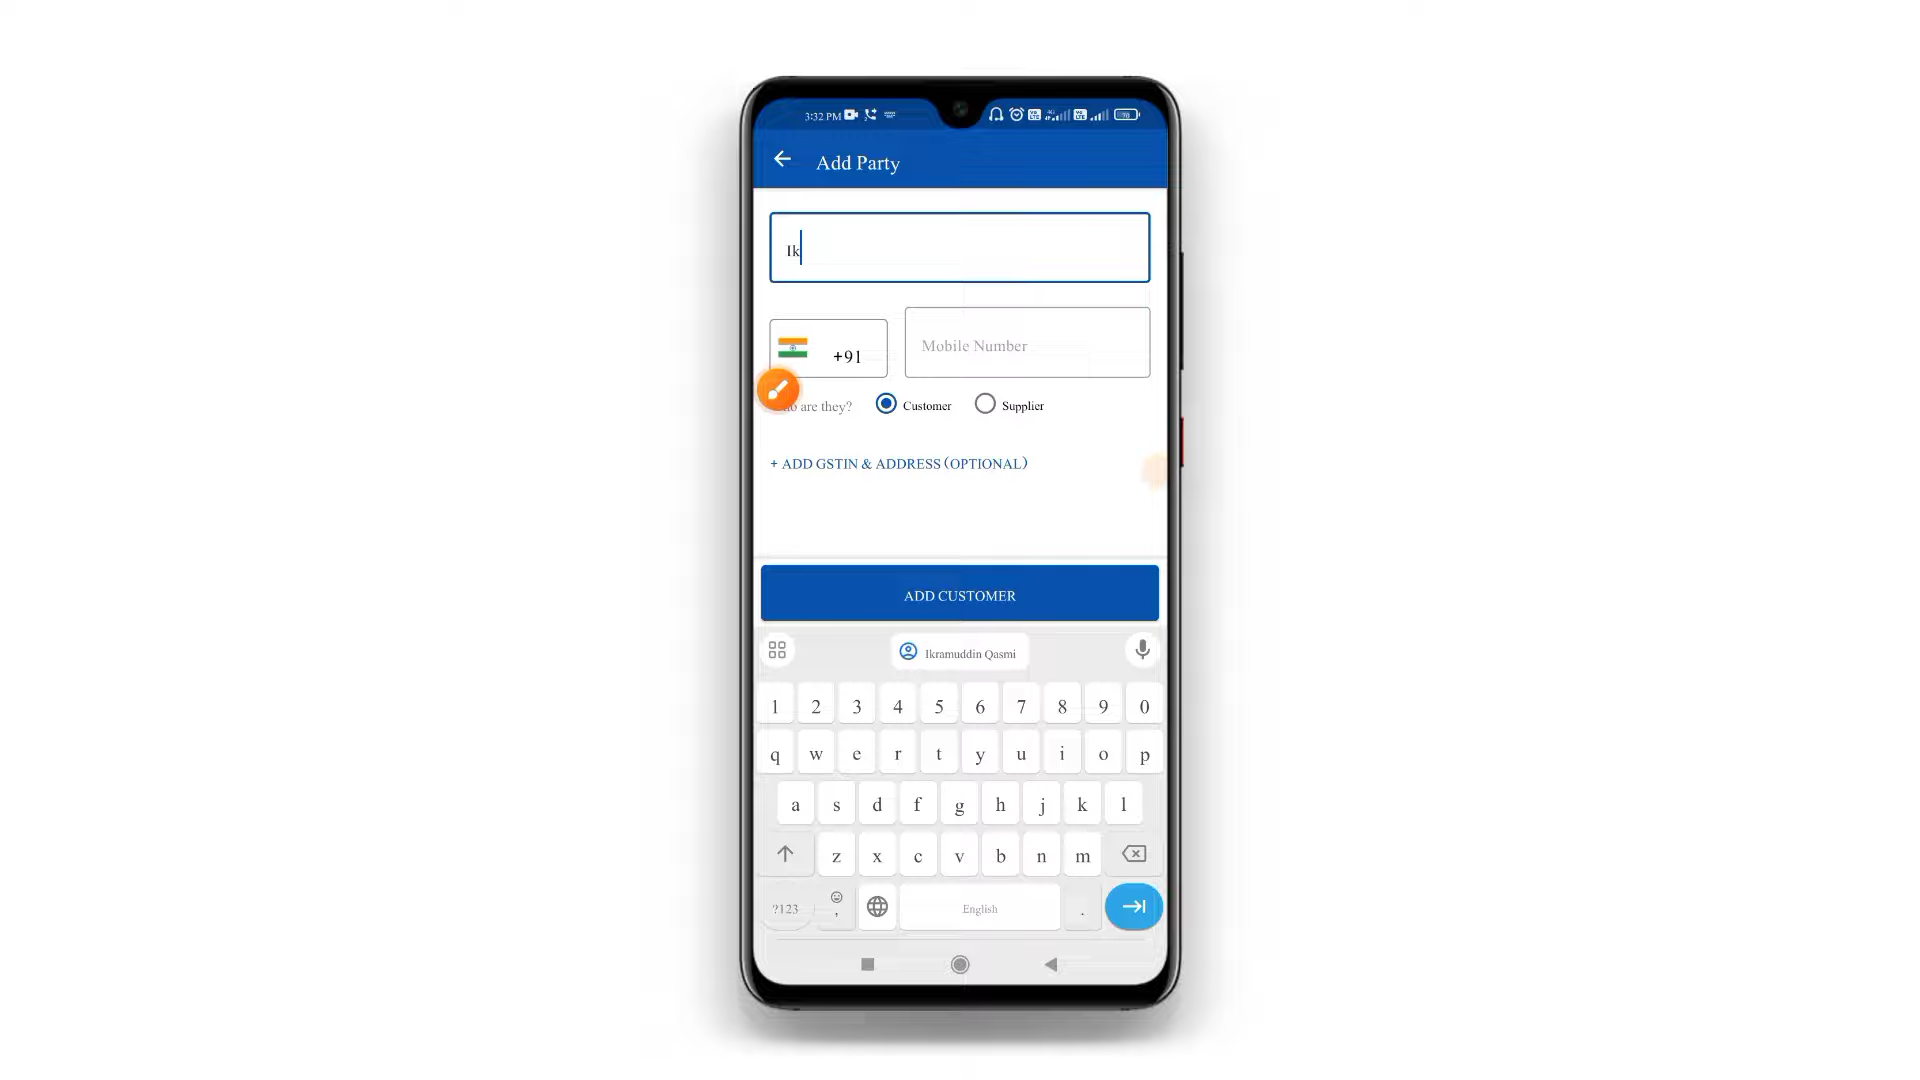 3:32 PM
70
Add Party
Ik
+91
Mobile Number
o are they?
Customer
Supplier
+ ADD GSTIN & ADDRESS (OPTIONAL)
ADD CUSTOMER
Ikramuddin Qasmi
1 2 3 4 5 6 7 8 9 0
q w e r t y u i o p
a s d f g h j k l
z x c v b n m
?123 , English .